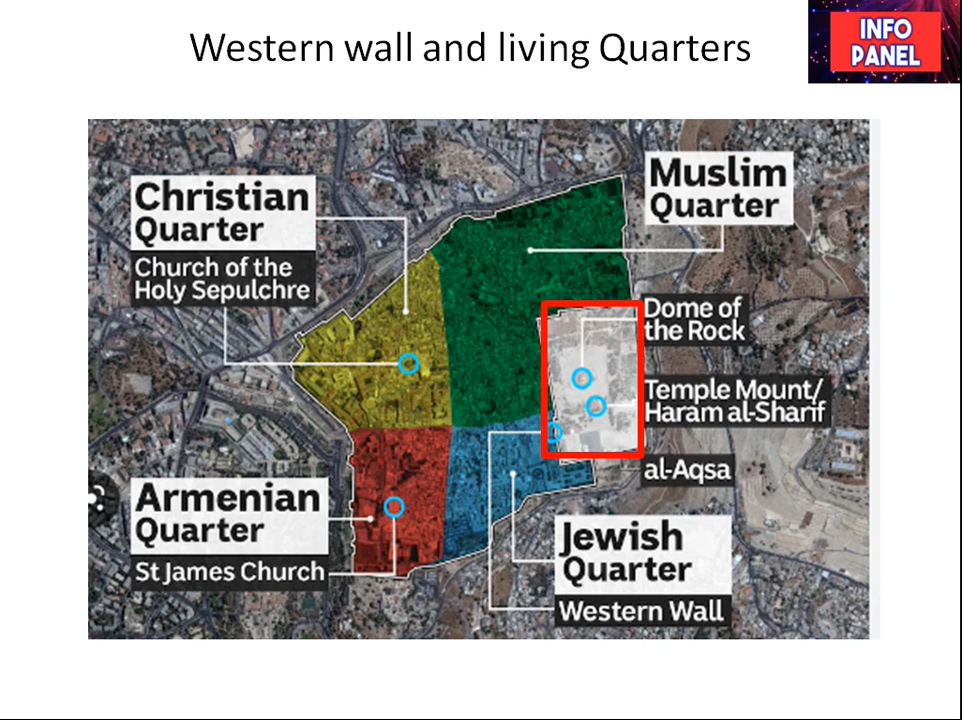 Western wall and living Quarters
INFO
PANEL
Christian
Quarter
Church of the
Holy Sepulchre
Muslim
Quarter
Dome of
the Rock
Temple Mount/
Haram al-Sharif
al-Aqsa
Armenian
Quarter
St James Church
Jewish
Quarter
Western Wall